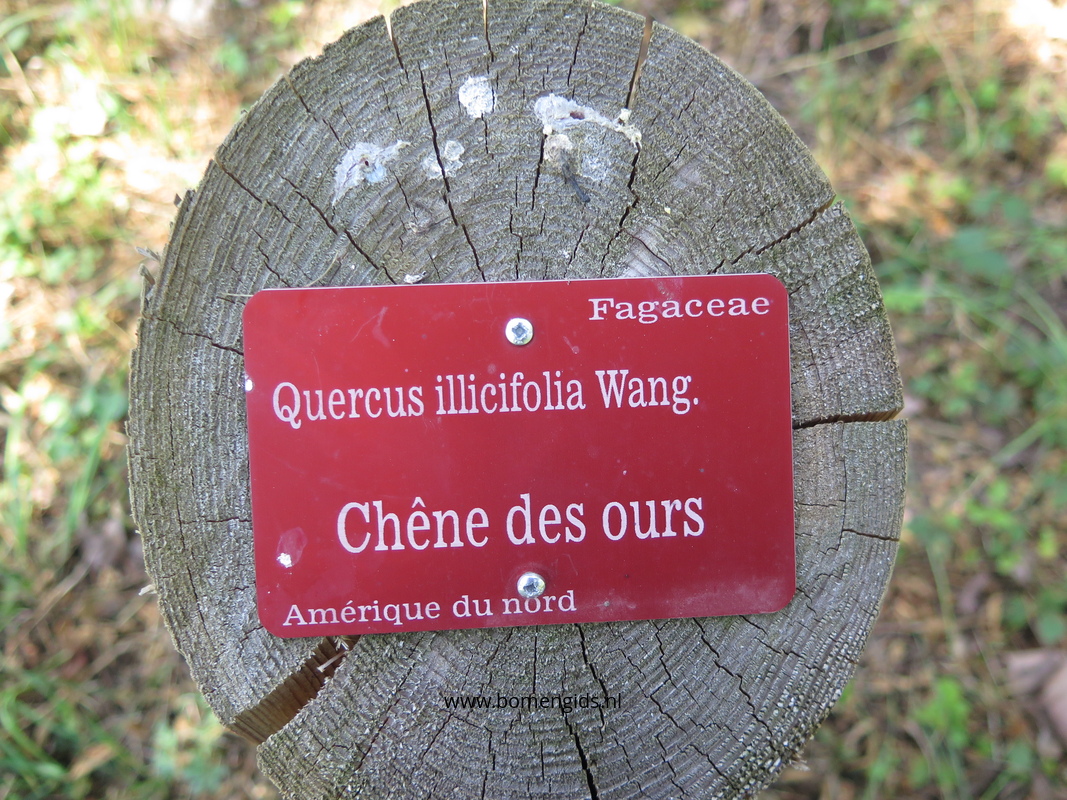 Fagaceae
Quercus illicifolia Wang.
Chêne des ours
Amérique du nord
www.bomengids.nl